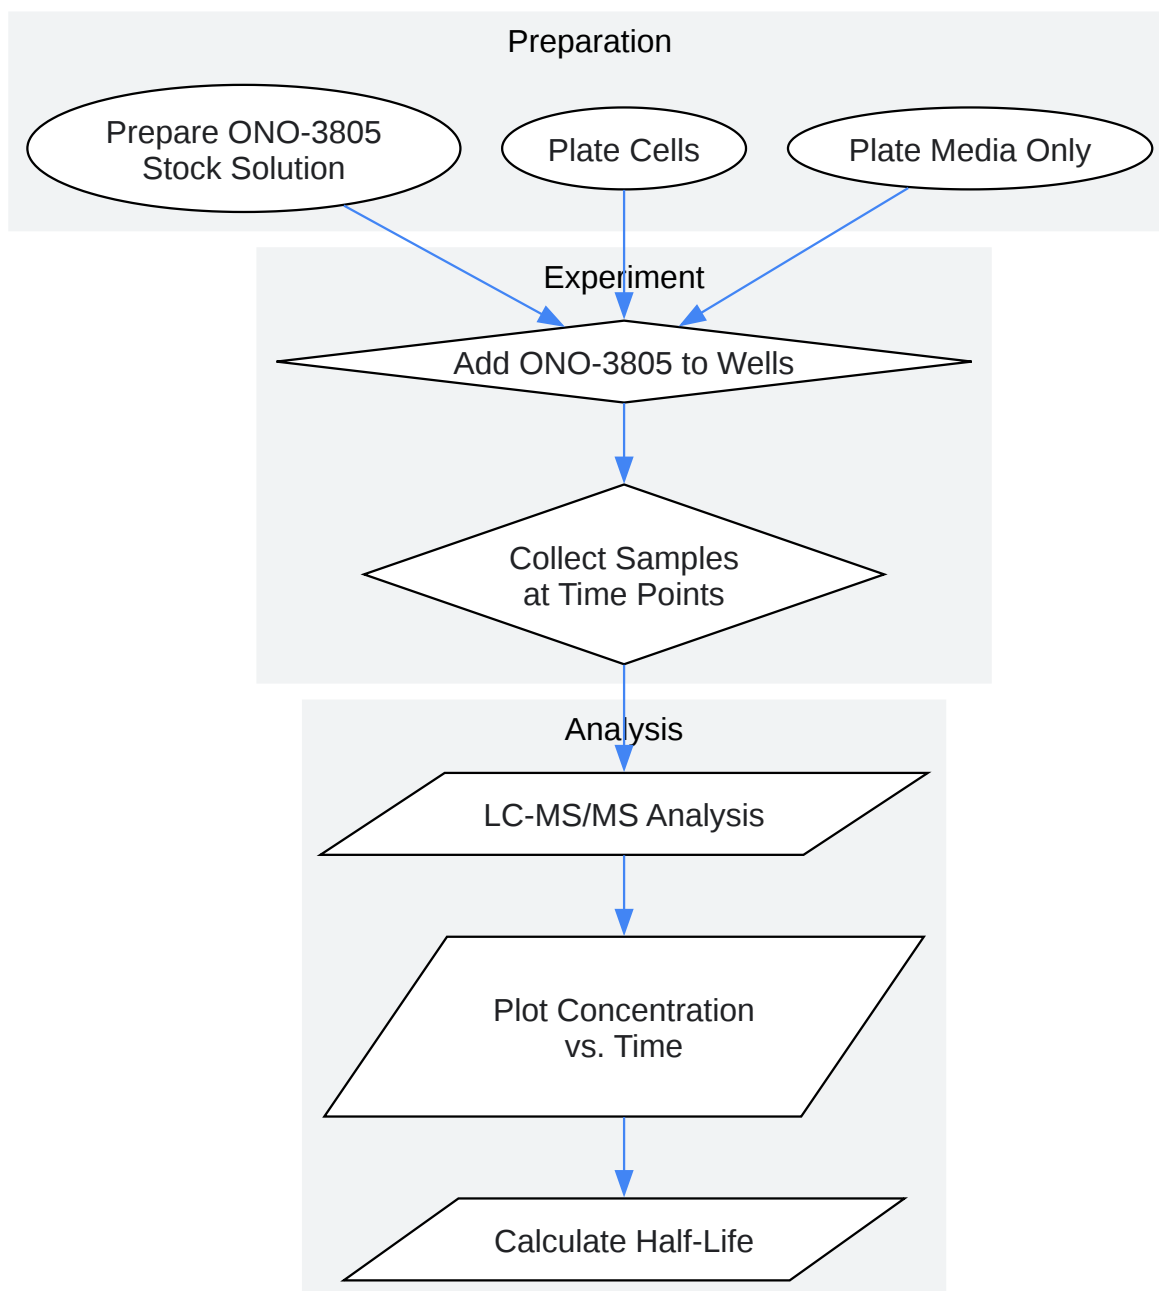 Preparation
Prepare ONO-3805
Stock Solution
Plate Cells
Plate Media Only
Experiment
Add ONO-3805 to Wells
Collect Samples
at Time Points
Analysis
LC-MS/MS Analysis
Plot Concentration
vs. Time
Calculate Half-Life